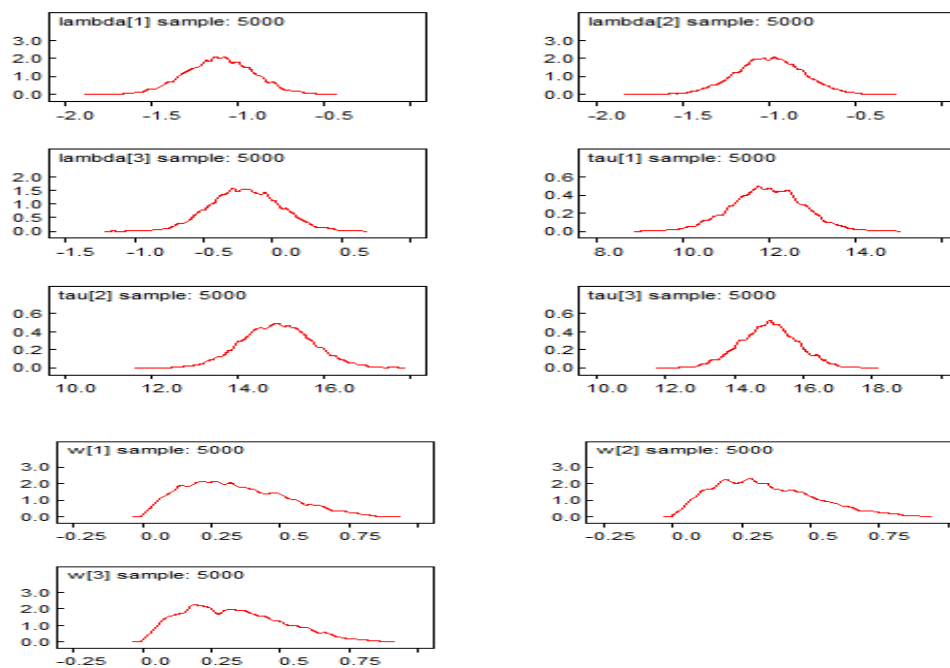 lambda[1] sample: 5000
3.0
2.0
1.0
0.0
-2.0 -1.5 -1.0 -0.5
lambda[2] sample: 5000
3.0
2.0
1.0
0.0
-2.0 -1.5 -1.0 -0.5
lambda[3] sample: 5000
2.0
1.5
1.0
0.5
0.0
-1.5 -1.0 -0.5 0.0 0.5
tau[1] sample: 5000
0.6
0.4
0.2
0.0
8.0 10.0 12.0 14.0
tau[2] sample: 5000
0.6
0.4
0.2
0.0
10.0 12.0 14.0 16.0
tau[3] sample: 5000
0.6
0.4
0.2
0.0
10.0 12.0 14.0 16.0 18.0
w[1] sample: 5000
3.0
2.0
1.0
0.0
-0.25 0.0 0.25 0.5 0.75
w[2] sample: 5000
3.0
2.0
1.0
0.0
-0.25 0.0 0.25 0.5 0.75
w[3] sample: 5000
3.0
2.0
1.0
0.0
-0.25 0.0 0.25 0.5 0.75